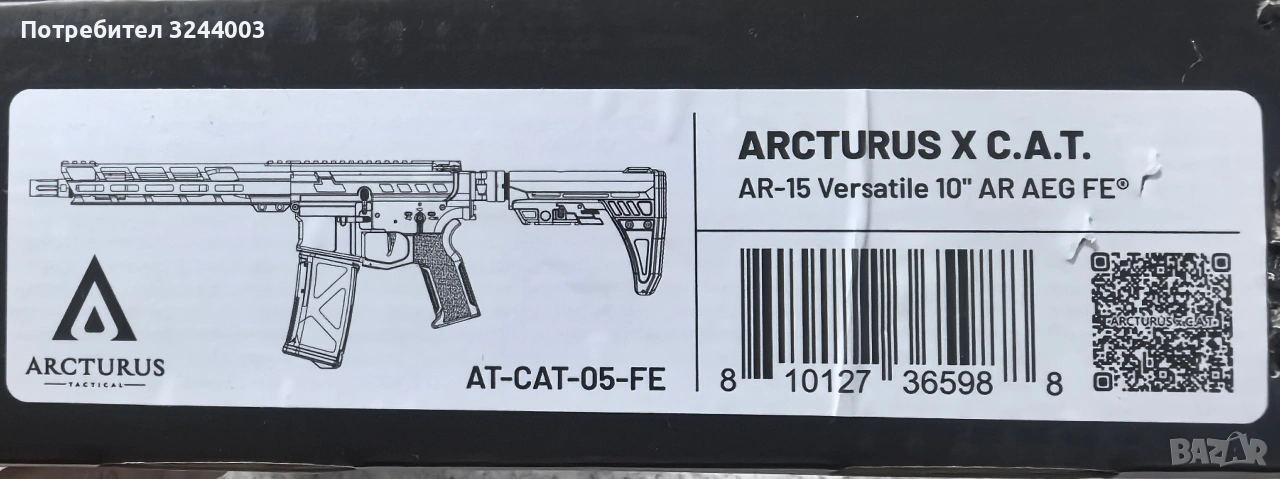 Потребител 3244003
ARCTURUS X C.A.T.
AR-15 Versatile 10" AR AEG FE®
ARCTURUS
TACTICAL
AT-CAT-05-FE
8 10127 36598 8
ARCTURUS x C.A.T.
BAZAR